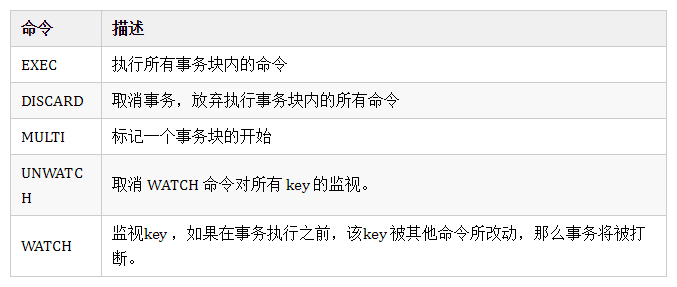 命令 描述
EXEC 执行所有事务块内的命令
DISCARD 取消事务，放弃执行事务块内的所有命令
MULTI 标记一个事务块的开始
UNWATC
H
取消 WATCH 命令对所有 key 的监视。
WATCH
监视key ，如果在事务执行之前，该key 被其他命令所改动，那么事务将被打
断。